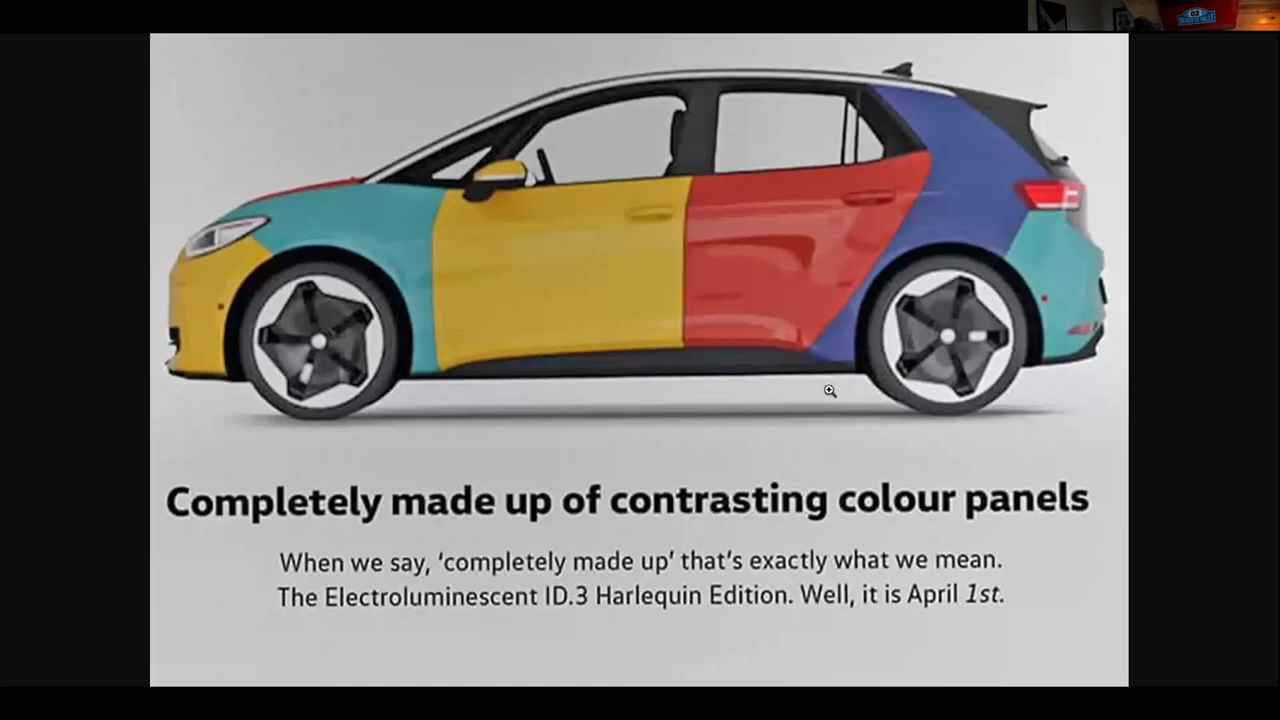 Completely made up of contrasting colour panels
When we say, ‘completely made up’ that’s exactly what we mean.
The Electroluminescent ID.3 Harlequin Edition. Well, it is April 1st.